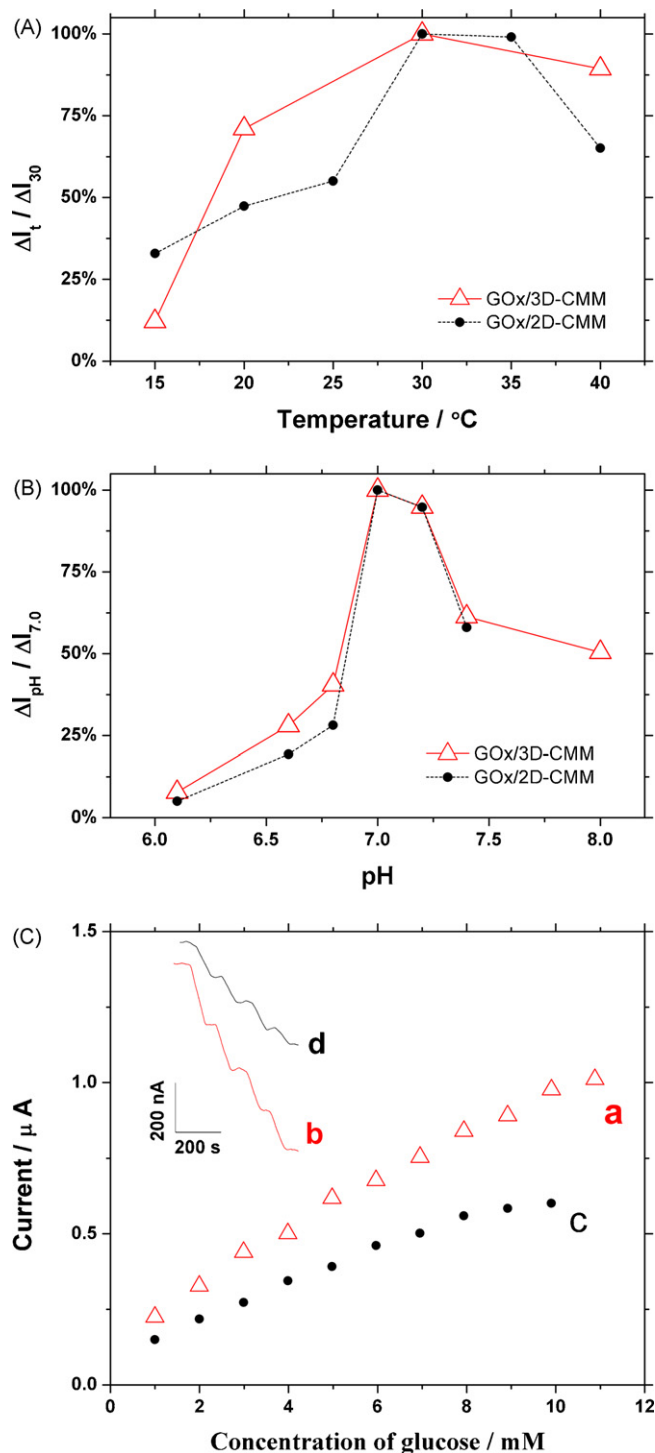 (A)
100%
75%
50%
25%
0%
ΔIt / ΔI30
GOx/3D-CMM
GOx/2D-CMM
15 20 25 30 35 40
Temperature / °C
(B)
100%
75%
50%
25%
0%
ΔIpH / ΔI7.0
GOx/3D-CMM
GOx/2D-CMM
6.0 6.5 7.0 7.5 8.0
pH
(C)
1.5
1.0
0.5
0.0
Current / μ A
d
200 nA
200 s
b
a
C
0 1 2 4 6 8 9 10 11 12
Concentration of glucose / mM